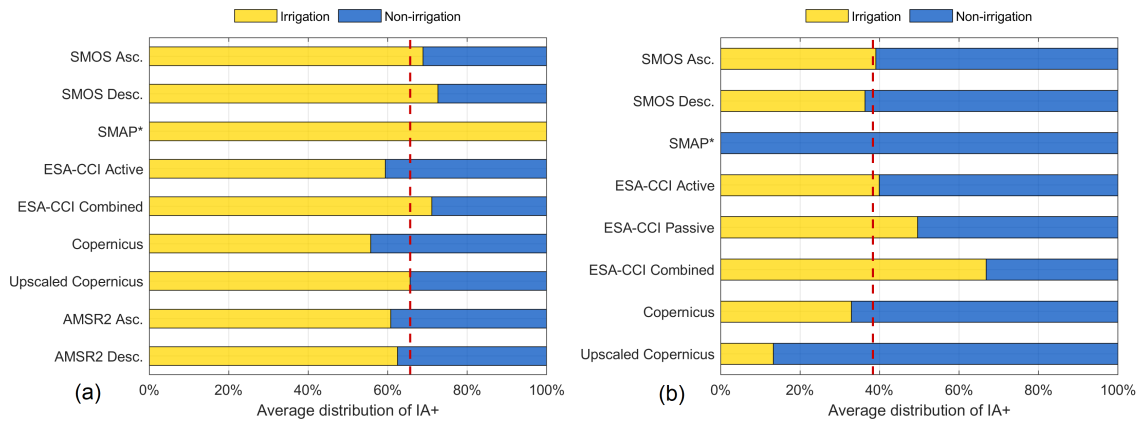 Irrigation Non-irrigation
SMOS Asc.
SMOS Desc.
SMAP*
ESA-CCI Active
ESA-CCI Combined
Copernicus
Upscaled Copernicus
AMSR2 Asc.
AMSR2 Desc.
0% 20% 40% 60% 80% 100%
(a) Average distribution of IA+
Irrigation Non-irrigation
SMOS Asc.
SMOS Desc.
SMAP*
ESA-CCI Active
ESA-CCI Passive
ESA-CCI Combined
Copernicus
Upscaled Copernicus
0% 20% 40% 60% 80% 100%
(b) Average distribution of IA+